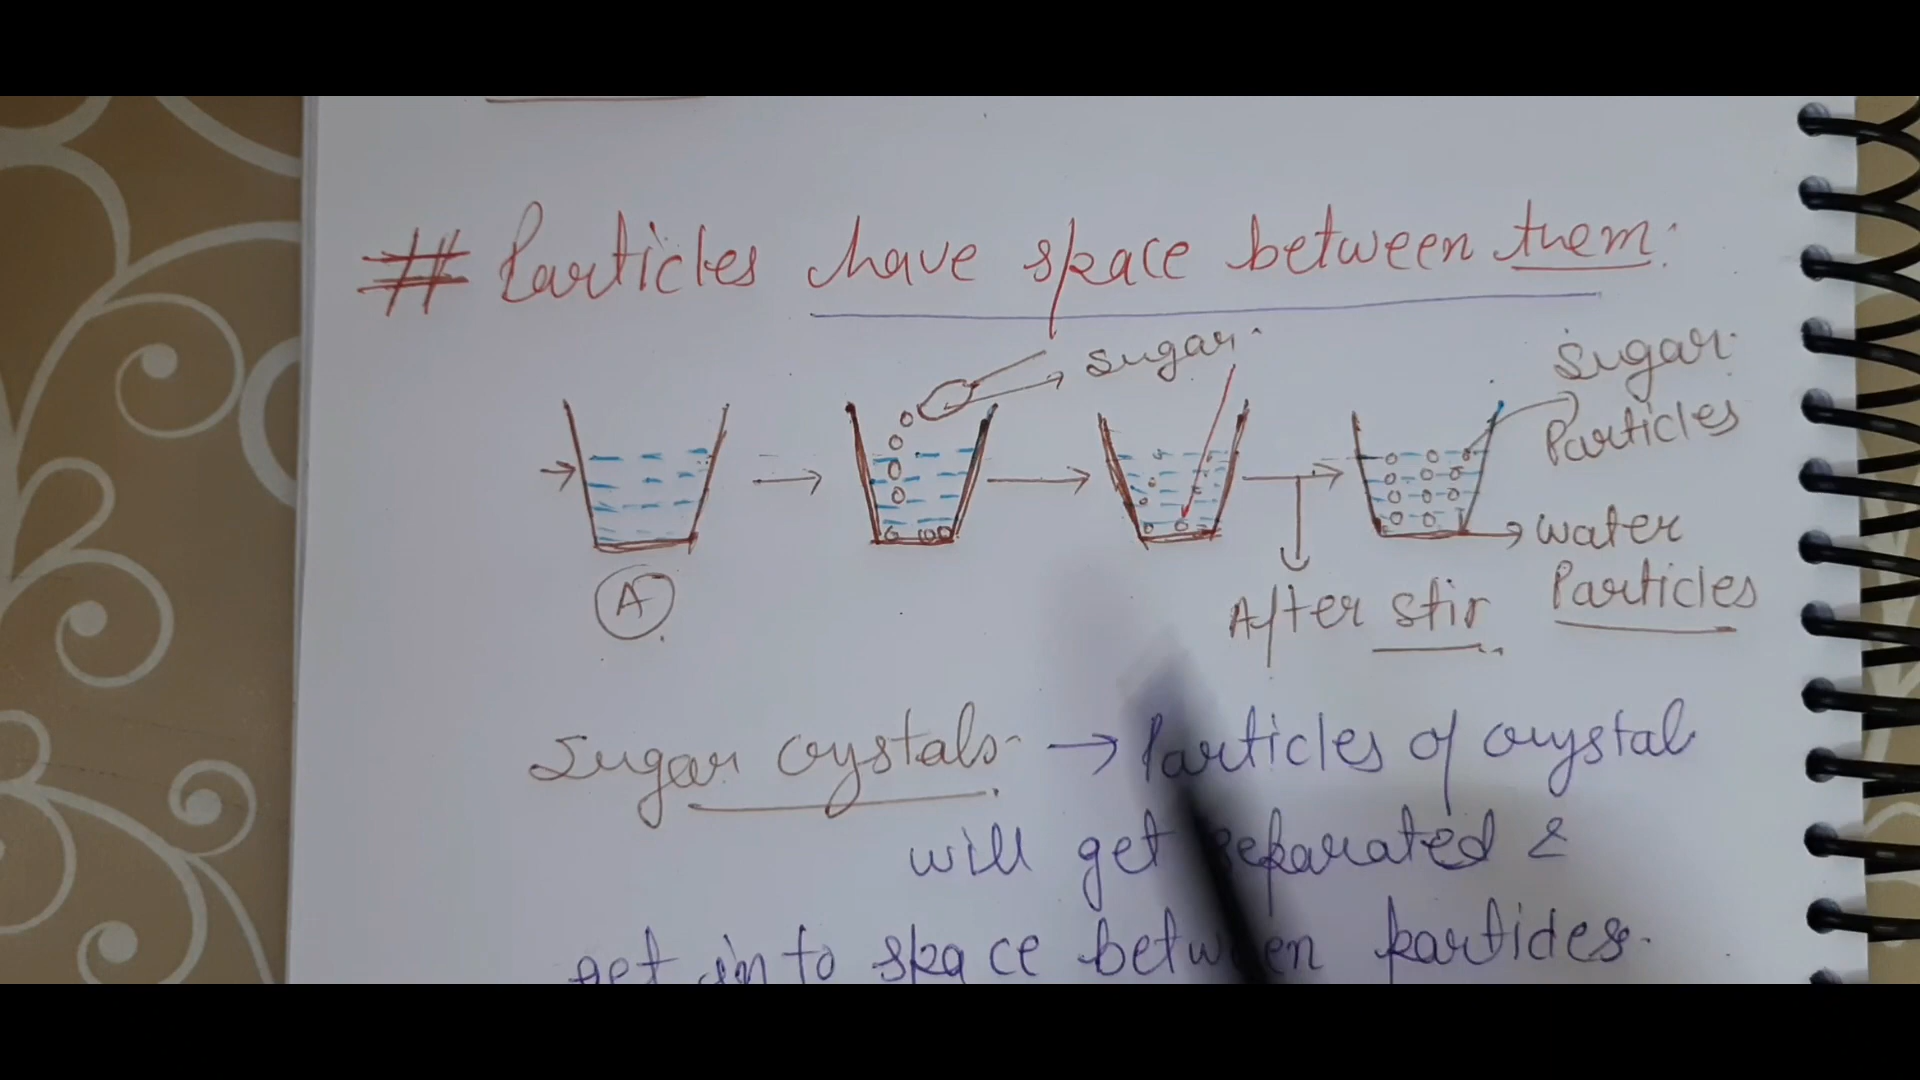 # Particles have space between them:
Sugar
Sugar
Particles
water
Particles
After stir
A
Sugar crystals → Particles of crystal
will get separated &
get into space between particles.